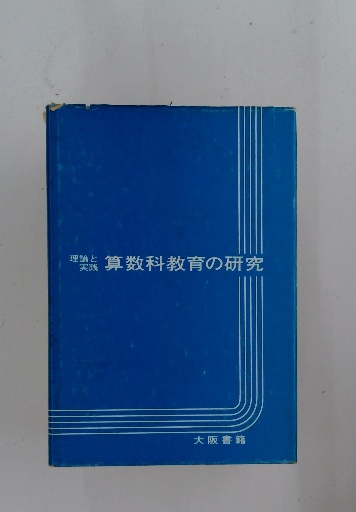 理論と
実践
算数科教育の研究
大阪書籍